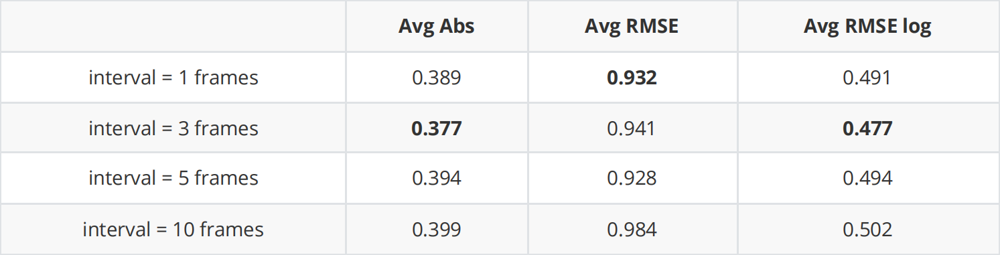 Avg Abs Avg RMSE Avg RMSE log
interval = 1 frames 0.389 0.932 0.491
interval = 3 frames 0.377 0.941 0.477
interval = 5 frames 0.394 0.928 0.494
interval = 10 frames 0.399 0.984 0.502